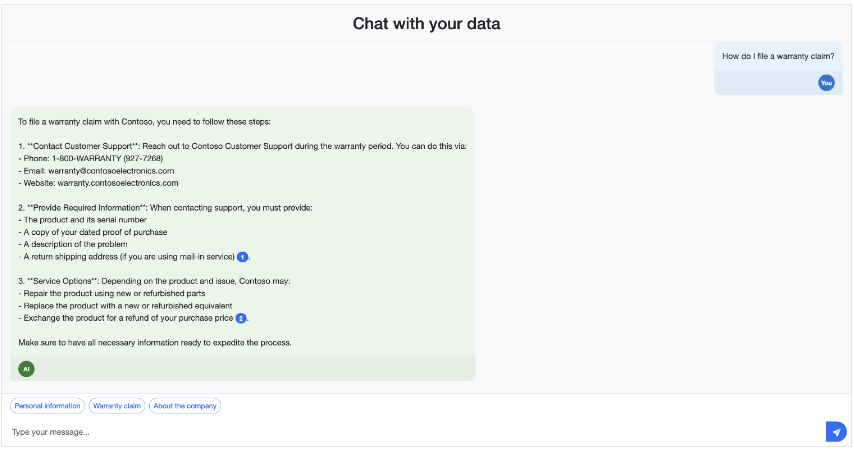 Chat with your data
How do I file a warranty claim?
You
To file a warranty claim with Contoso, you need to follow these steps:
1. **Contact Customer Support**: Reach out to Contoso Customer Support during the warranty period. You can do this via:
- Phone: 1-800-WARRANTY (927-7268)
- Email: warranty@contosoelectronics.com
- Website: warranty.contosoelectronics.com
2. **Provide Required Information**: When contacting support, you must provide:
- The product and its serial number
- A copy of your dated proof of purchase
- A description of the problem
- A return shipping address (if you are using mail-in service) 1.
3. **Service Options**: Depending on the product and issue, Contoso may:
- Repair the product using new or refurbished parts
- Replace the product with a new or refurbished equivalent
- Exchange the product for a refund of your purchase price 2.
Make sure to have all necessary information ready to expedite the process.
AI
Personal information Warranty claim About the company
Type your message...